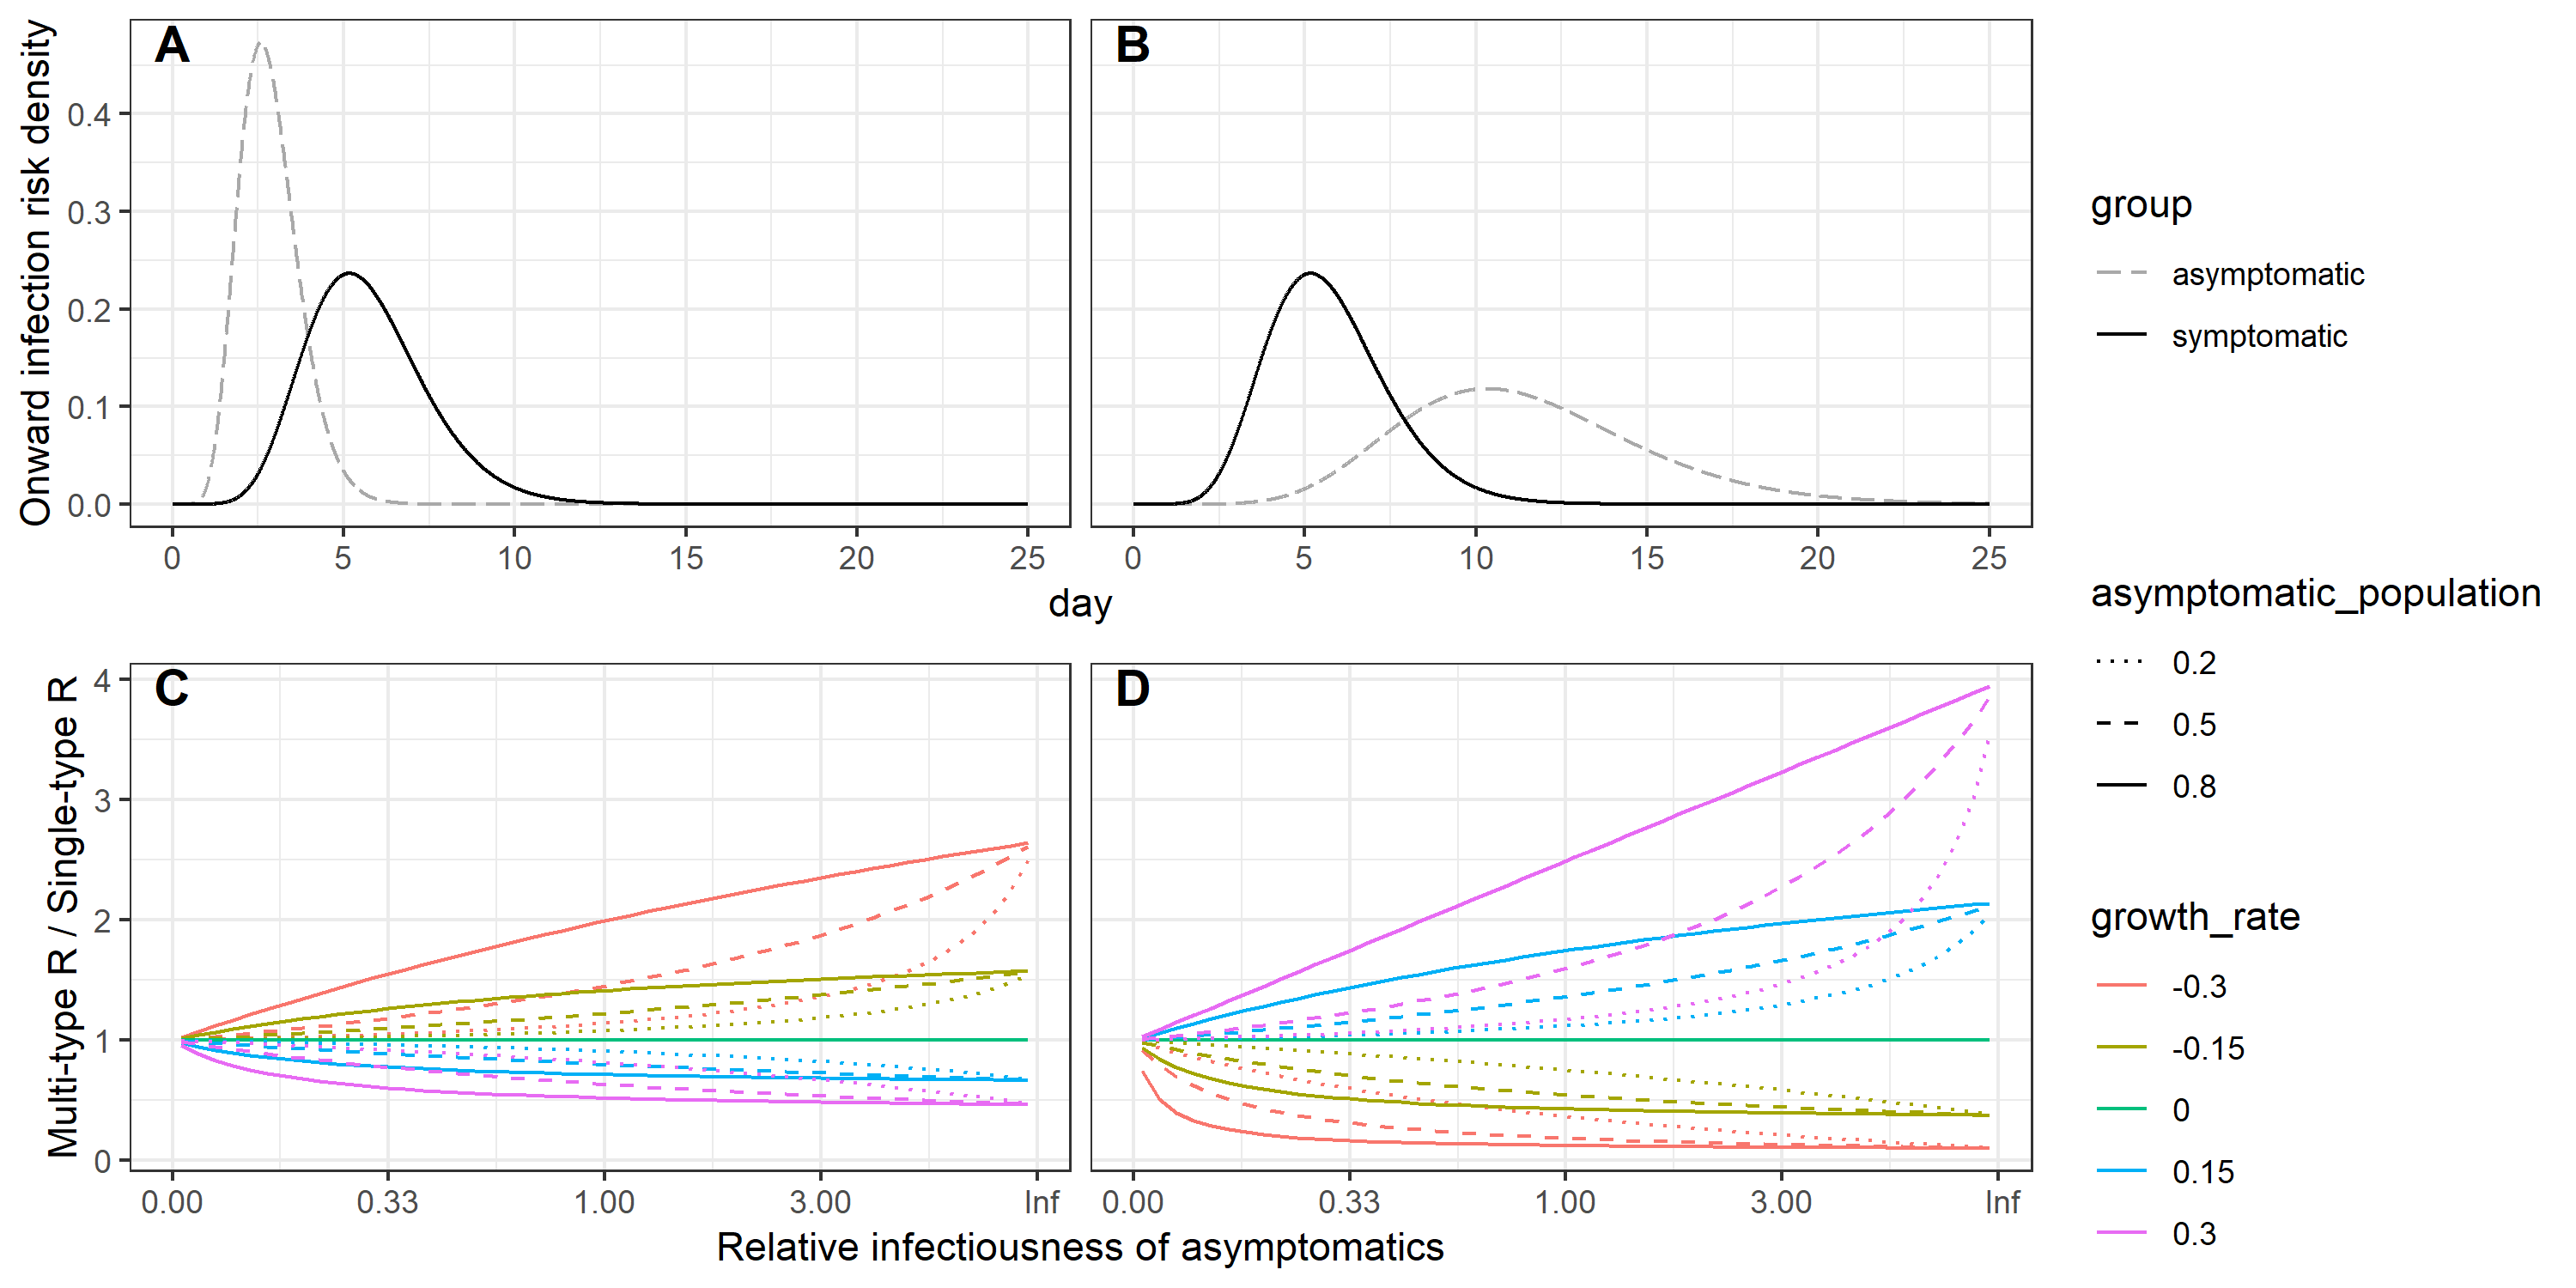 A
B
Onward infection risk density
0.4
0.3
0.2
0.1
0.0
0 5 10 15 20 25
0 5 10 15 20 25
day
group
asymptomatic
symptomatic
C
D
Multi-type R / Single-type R
4
3
2
1
0
0.00 0.33 1.00 3.00 Inf
0.00 0.33 1.00 3.00 Inf
Relative infectiousness of asymptomatics
asymptomatic_population
0.2
0.5
0.8
growth_rate
-0.3
-0.15
0
0.15
0.3